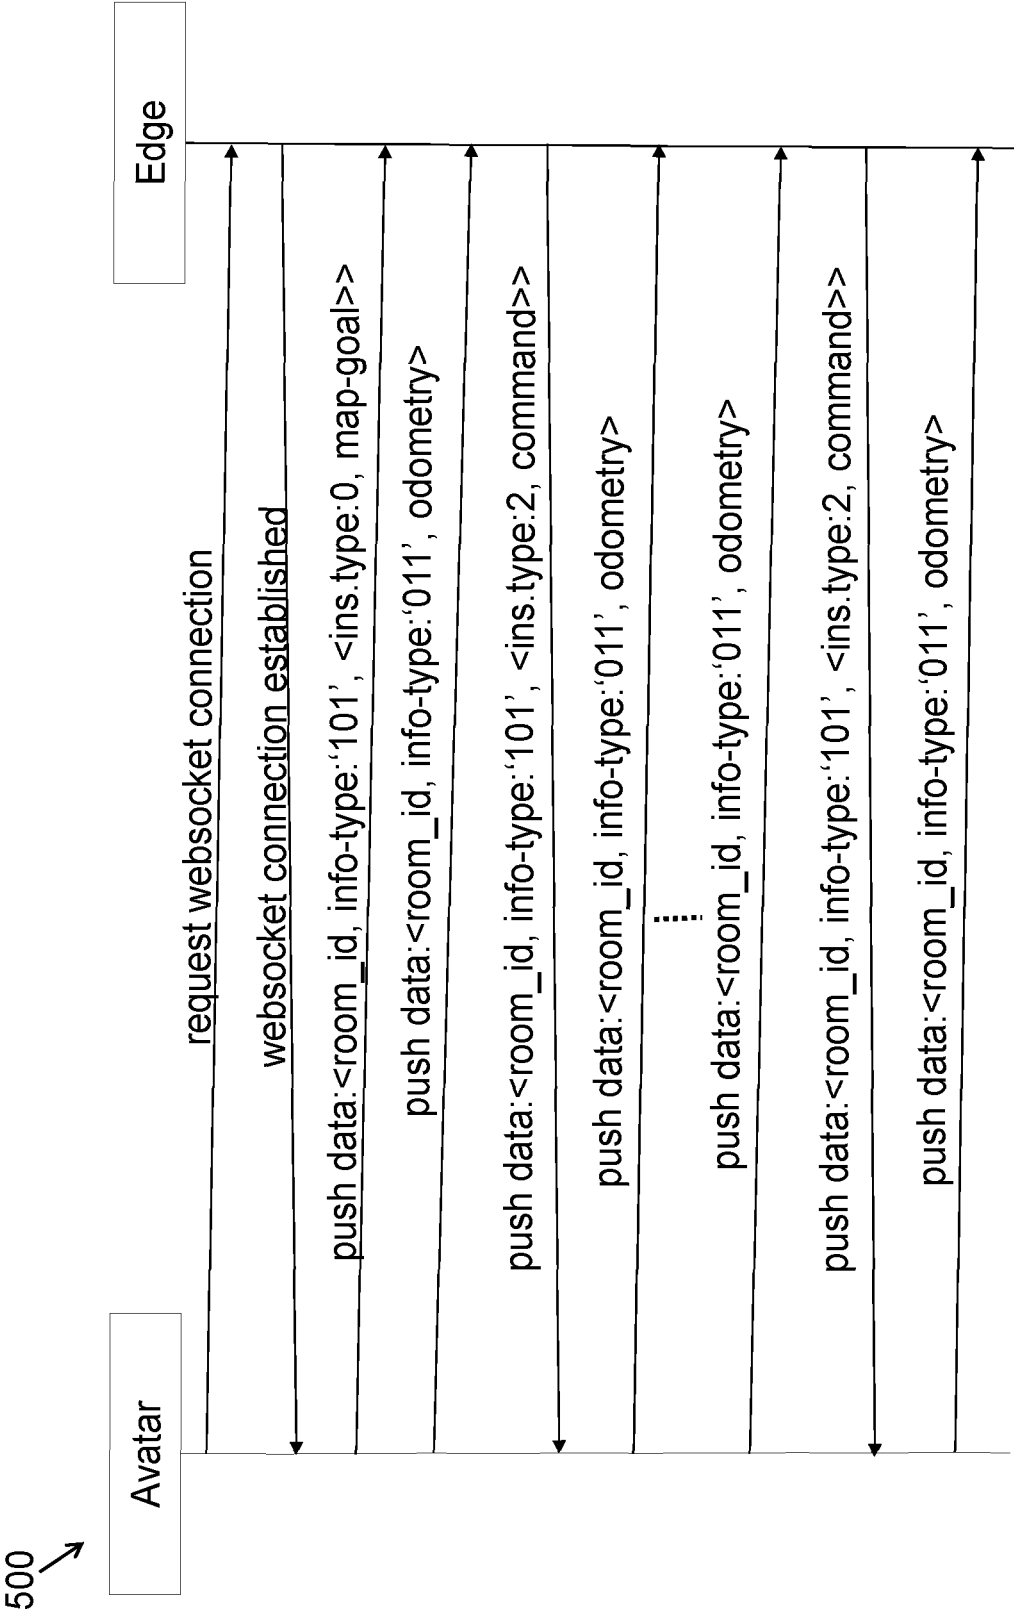 500
Avatar
Edge
request websocket connection
websocket connection established
push data:<room_id, info-type:‘101’, <ins.type:0, map-goal>>
push data:<room_id, info-type:‘011’, odometry>
push data:<room_id, info-type:‘101’, <ins.type:2, command>>
push data:<room_id, info-type:‘011’, odometry>
push data:<room_id, info-type:‘011’, odometry>
push data:<room_id, info-type:‘101’, <ins.type:2, command>>
push data:<room_id, info-type:‘011’, odometry>